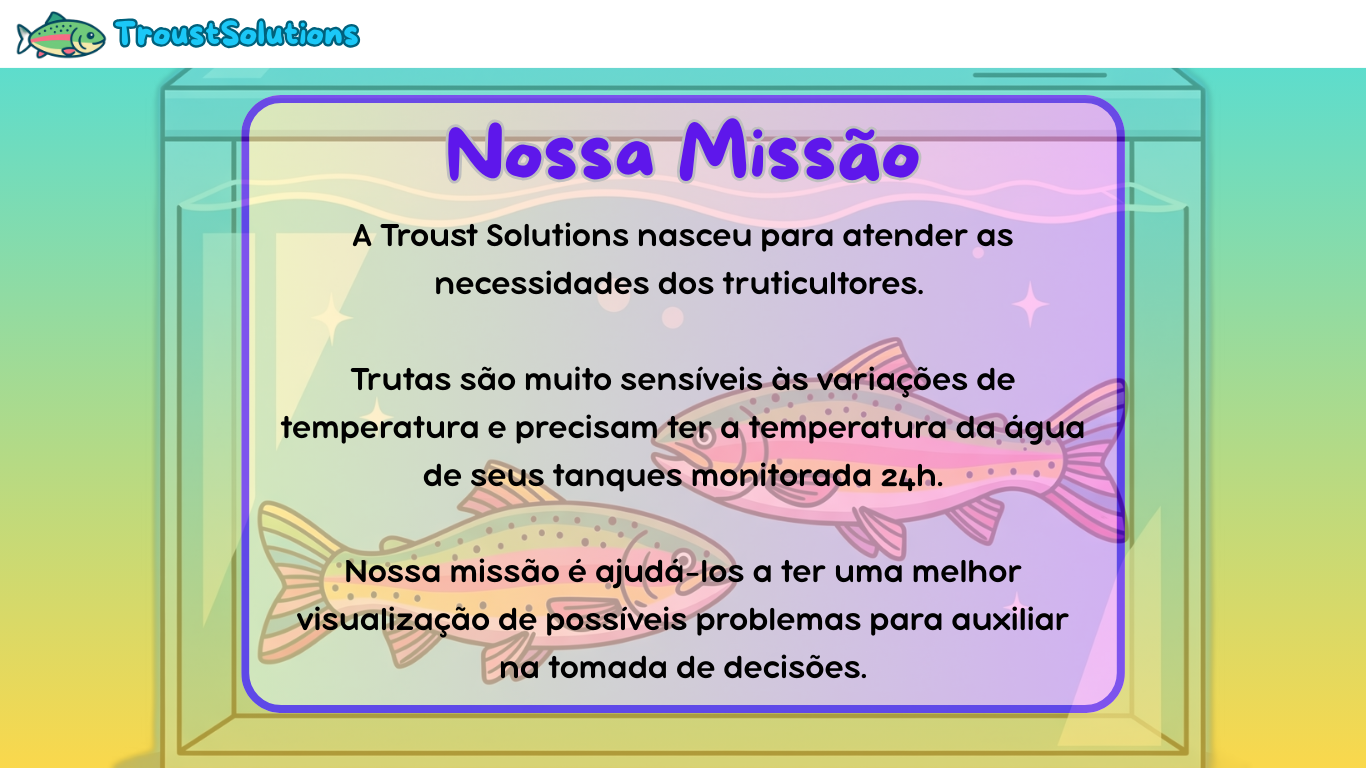 TroustSolutions
Nossa Missão
A Troust Solutions nasceu para atender as
necessidades dos truticultores.
Trutas são muito sensíveis às variações de
temperatura e precisam ter a temperatura da água
de seus tanques monitorada 24h.
Nossa missão é ajudá-los a ter uma melhor
visualização de possíveis problemas para auxiliar
na tomada de decisões.